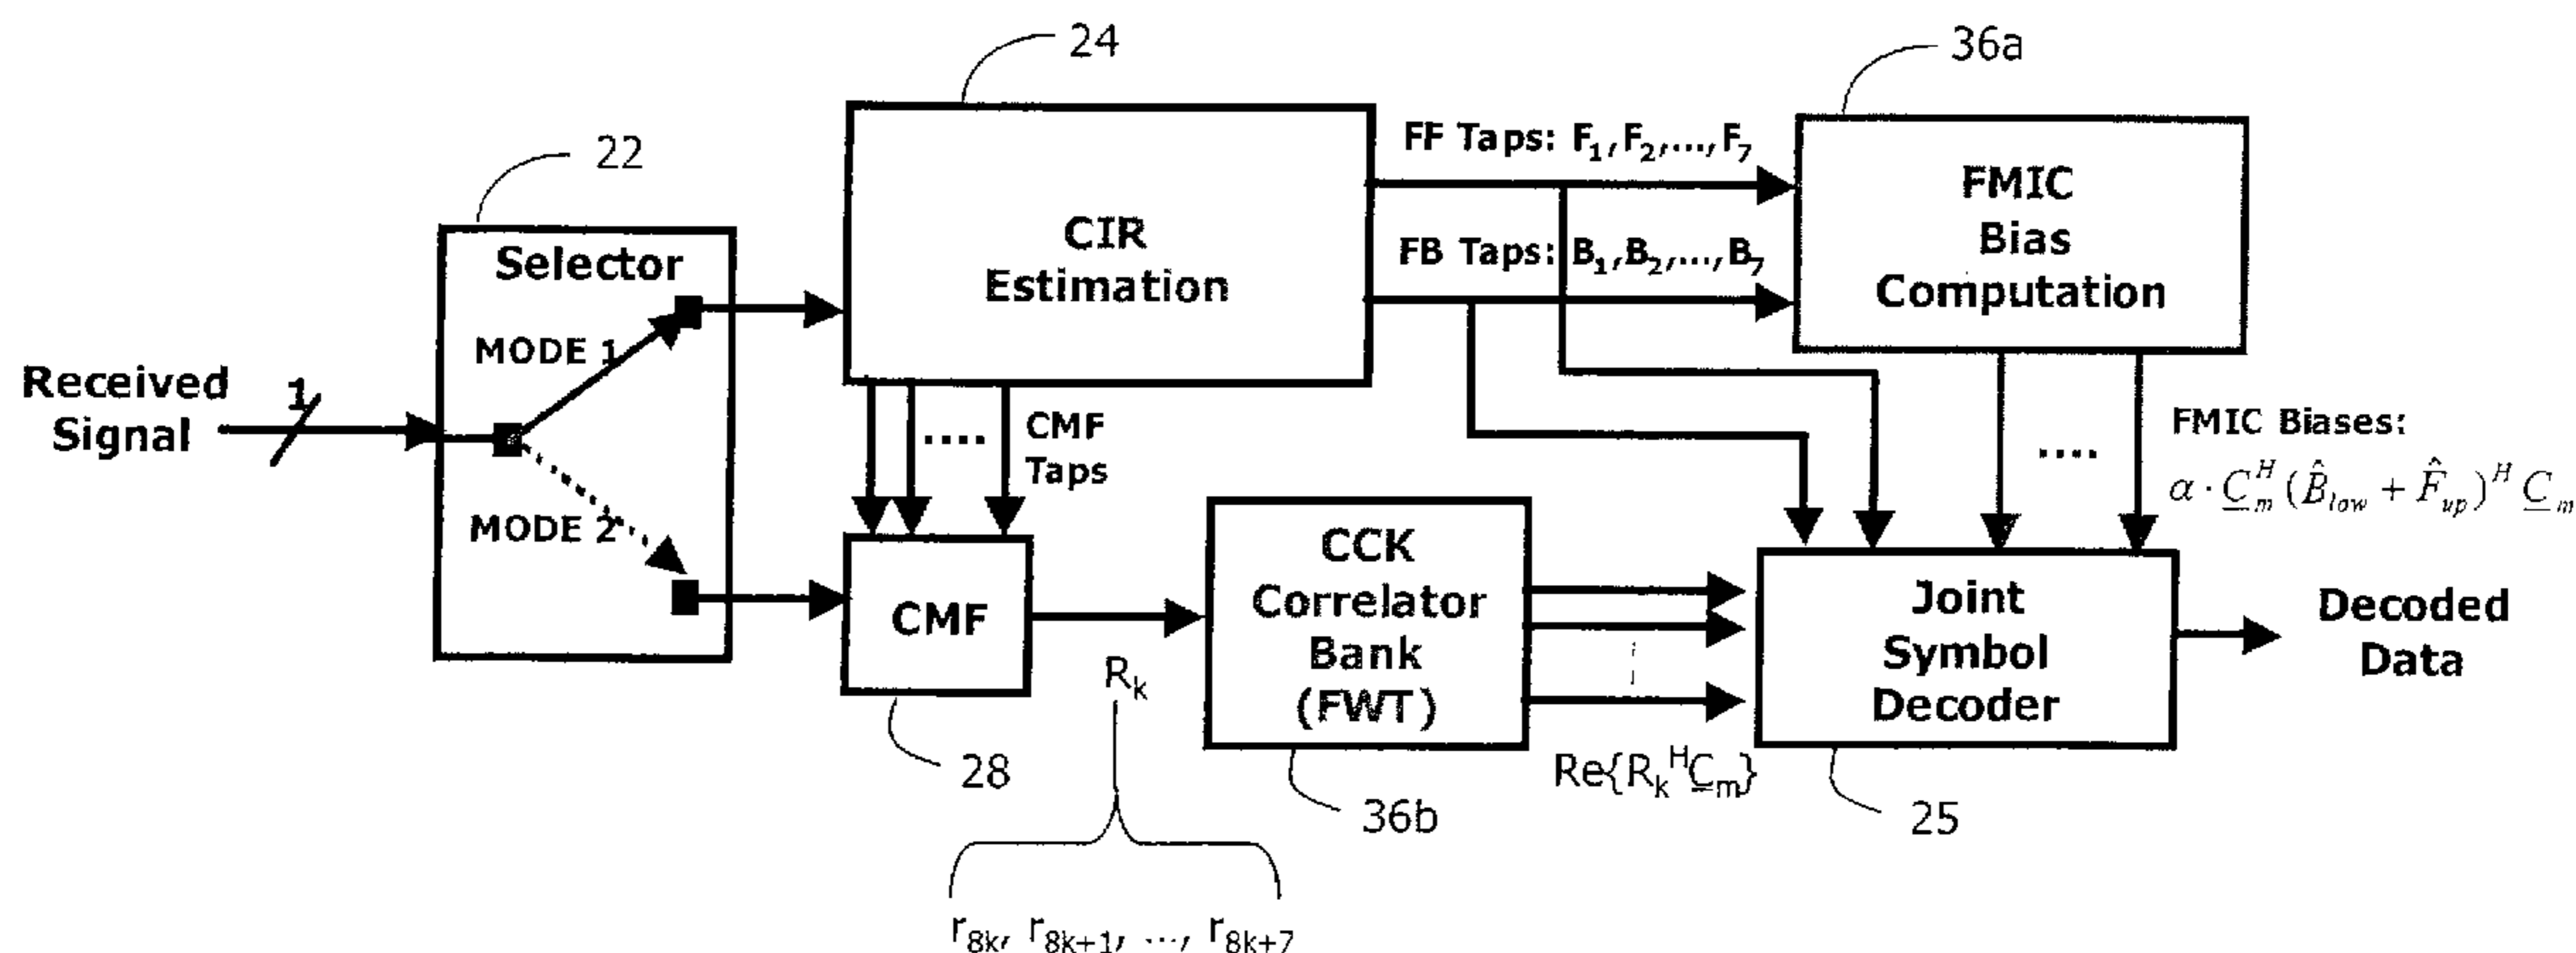 24
36a
22
FF Taps: F₁,F₂,...,F₇
FMIC
Bias
Computation
CIR
Estimation
FB Taps: B₁,B₂,...,B₇
Selector
MODE 1
Received
Signal
1
MODE 2
....
CMF
Taps
....
FMIC Biases:
α · C_m^H (B̂_low + F̂_up)^H C_m
CMF
CCK
Correlator
Bank
(FWT)
Joint
Symbol
Decoder
Decoded
Data
R_k
28
Re{R_k^H C_m}
36b
25
r_8k, r_8k+1, ..., r_8k+7